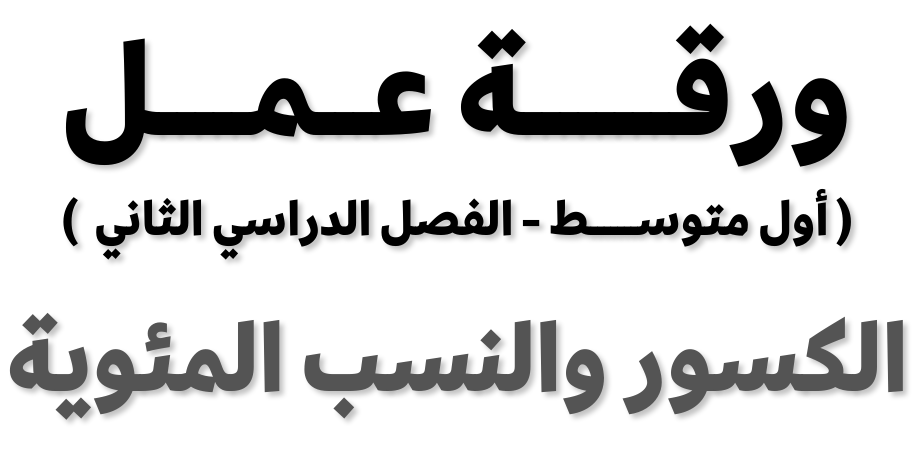 ورقة عمل
( أول متوسط - الفصل الدراسي الثاني )
الكسور والنسب المئوية